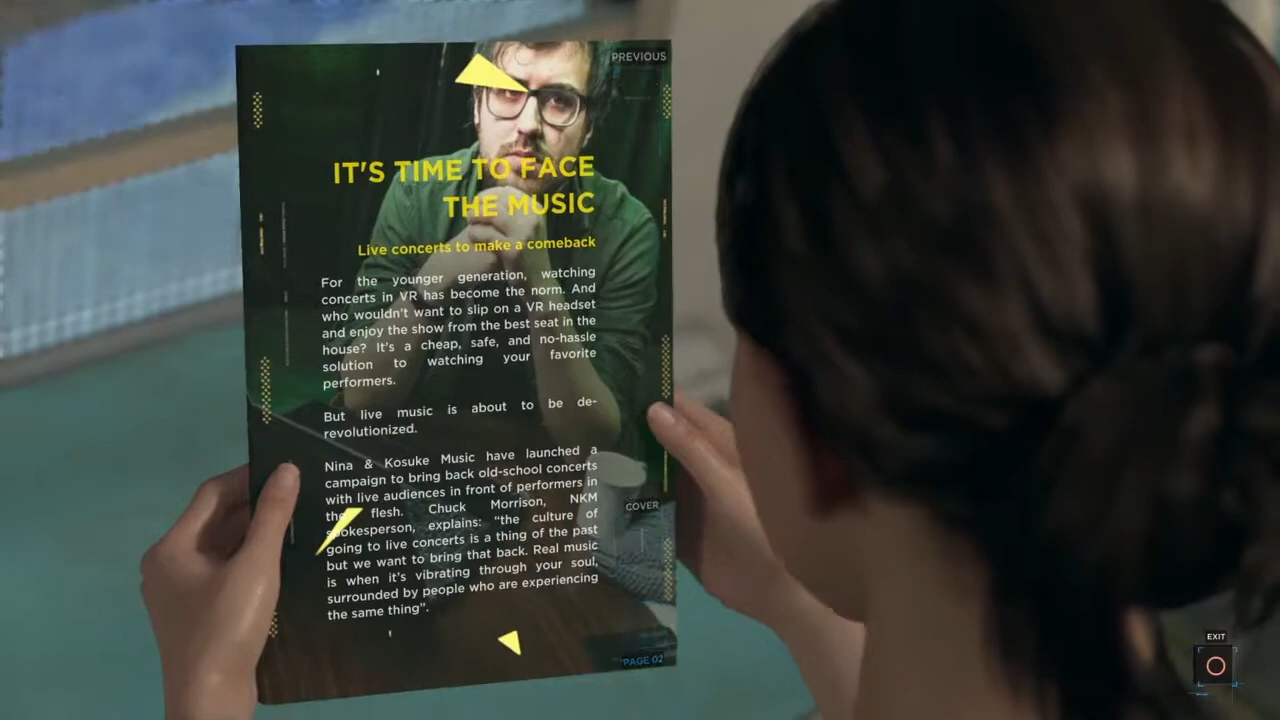 PREVIOUS
IT'S TIME TO FACE
THE MUSIC
Live concerts to make a comeback
For the younger generation, watching
concerts in VR has become the norm. And
who wouldn't want to slip on a VR headset
and enjoy the show from the best seat in the
house? It's a cheap, safe, and no-hassle
solution to watching your favorite
performers.
But live music is about to be de-
revolutionized.
Nina & Kosuke Music have launched a
campaign to bring back old-school concerts
with live audiences in front of performers in
the flesh. Chuck Morrison, NKM
spokesperson, explains: “the culture of
going to live concerts is a thing of the past
but we want to bring that back. Real music
is when it's vibrating through your soul,
surrounded by people who are experiencing
the same thing”.
COVER
PAGE 02
EXIT